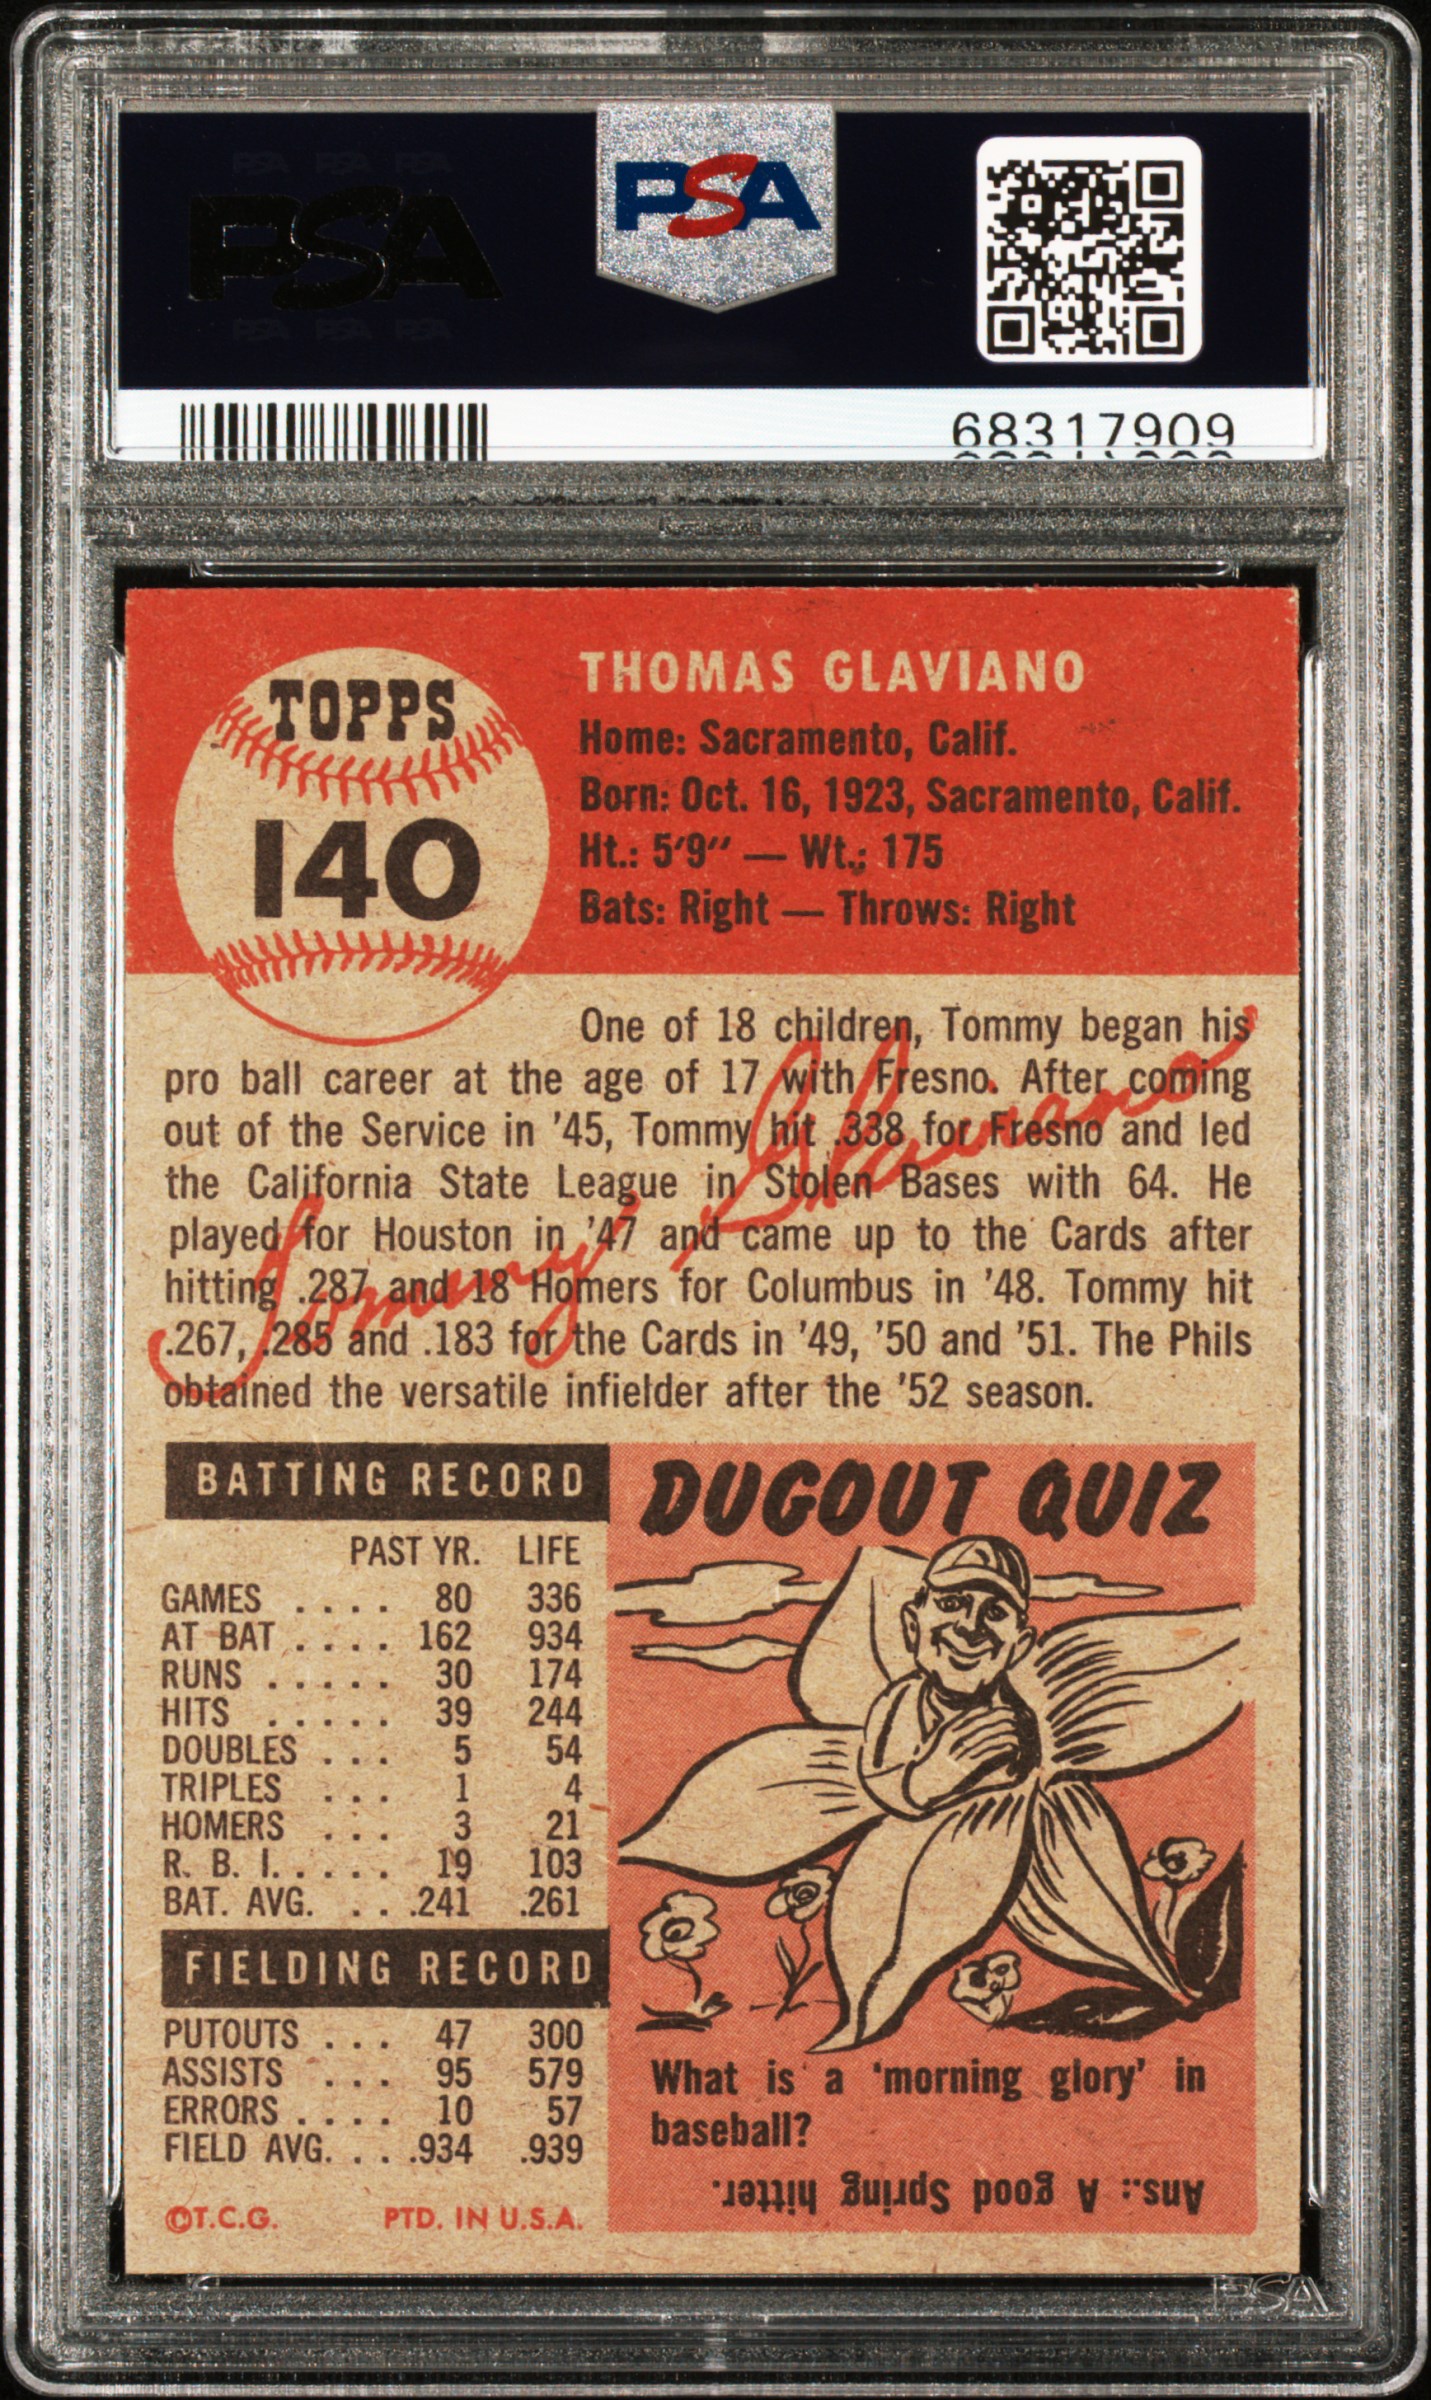 PSA PSA PSA
PSA
PSA PSA PSA
PSA
68317909
TOPPS
140
THOMAS GLAVIANO
Home: Sacramento, Calif.
Born: Oct. 16, 1923, Sacramento, Calif.
Ht.: 5'9" — Wt.: 175
Bats: Right — Throws: Right
One of 18 children, Tommy began his
pro ball career at the age of 17 with Fresno. After coming
out of the Service in '45, Tommy hit .338 for Fresno and led
the California State League in Stolen Bases with 64. He
played for Houston in '47 and came up to the Cards after
hitting .287 and 18 Homers for Columbus in '48. Tommy hit
.267, .285 and .183 for the Cards in '49, '50 and '51. The Phils
obtained the versatile infielder after the '52 season.
Tommy Glaviano
BATTING RECORD
PAST YR. LIFE
GAMES .... 80 336
AT BAT .... 162 934
RUNS ..... 30 174
HITS ..... 39 244
DOUBLES ... 5 54
TRIPLES ... 1 4
HOMERS ... 3 21
R. B. I. .... 19 103
BAT. AVG. ...241 .261
FIELDING RECORD
PUTOUTS ... 47 300
ASSISTS ... 95 579
ERRORS .... 10 57
FIELD AVG. ...934 .939
©T.C.G. PTD. IN U.S.A.
DUGOUT QUIZ
What is a 'morning glory' in
baseball?
Ans.: A good Spring hitter.
PSA